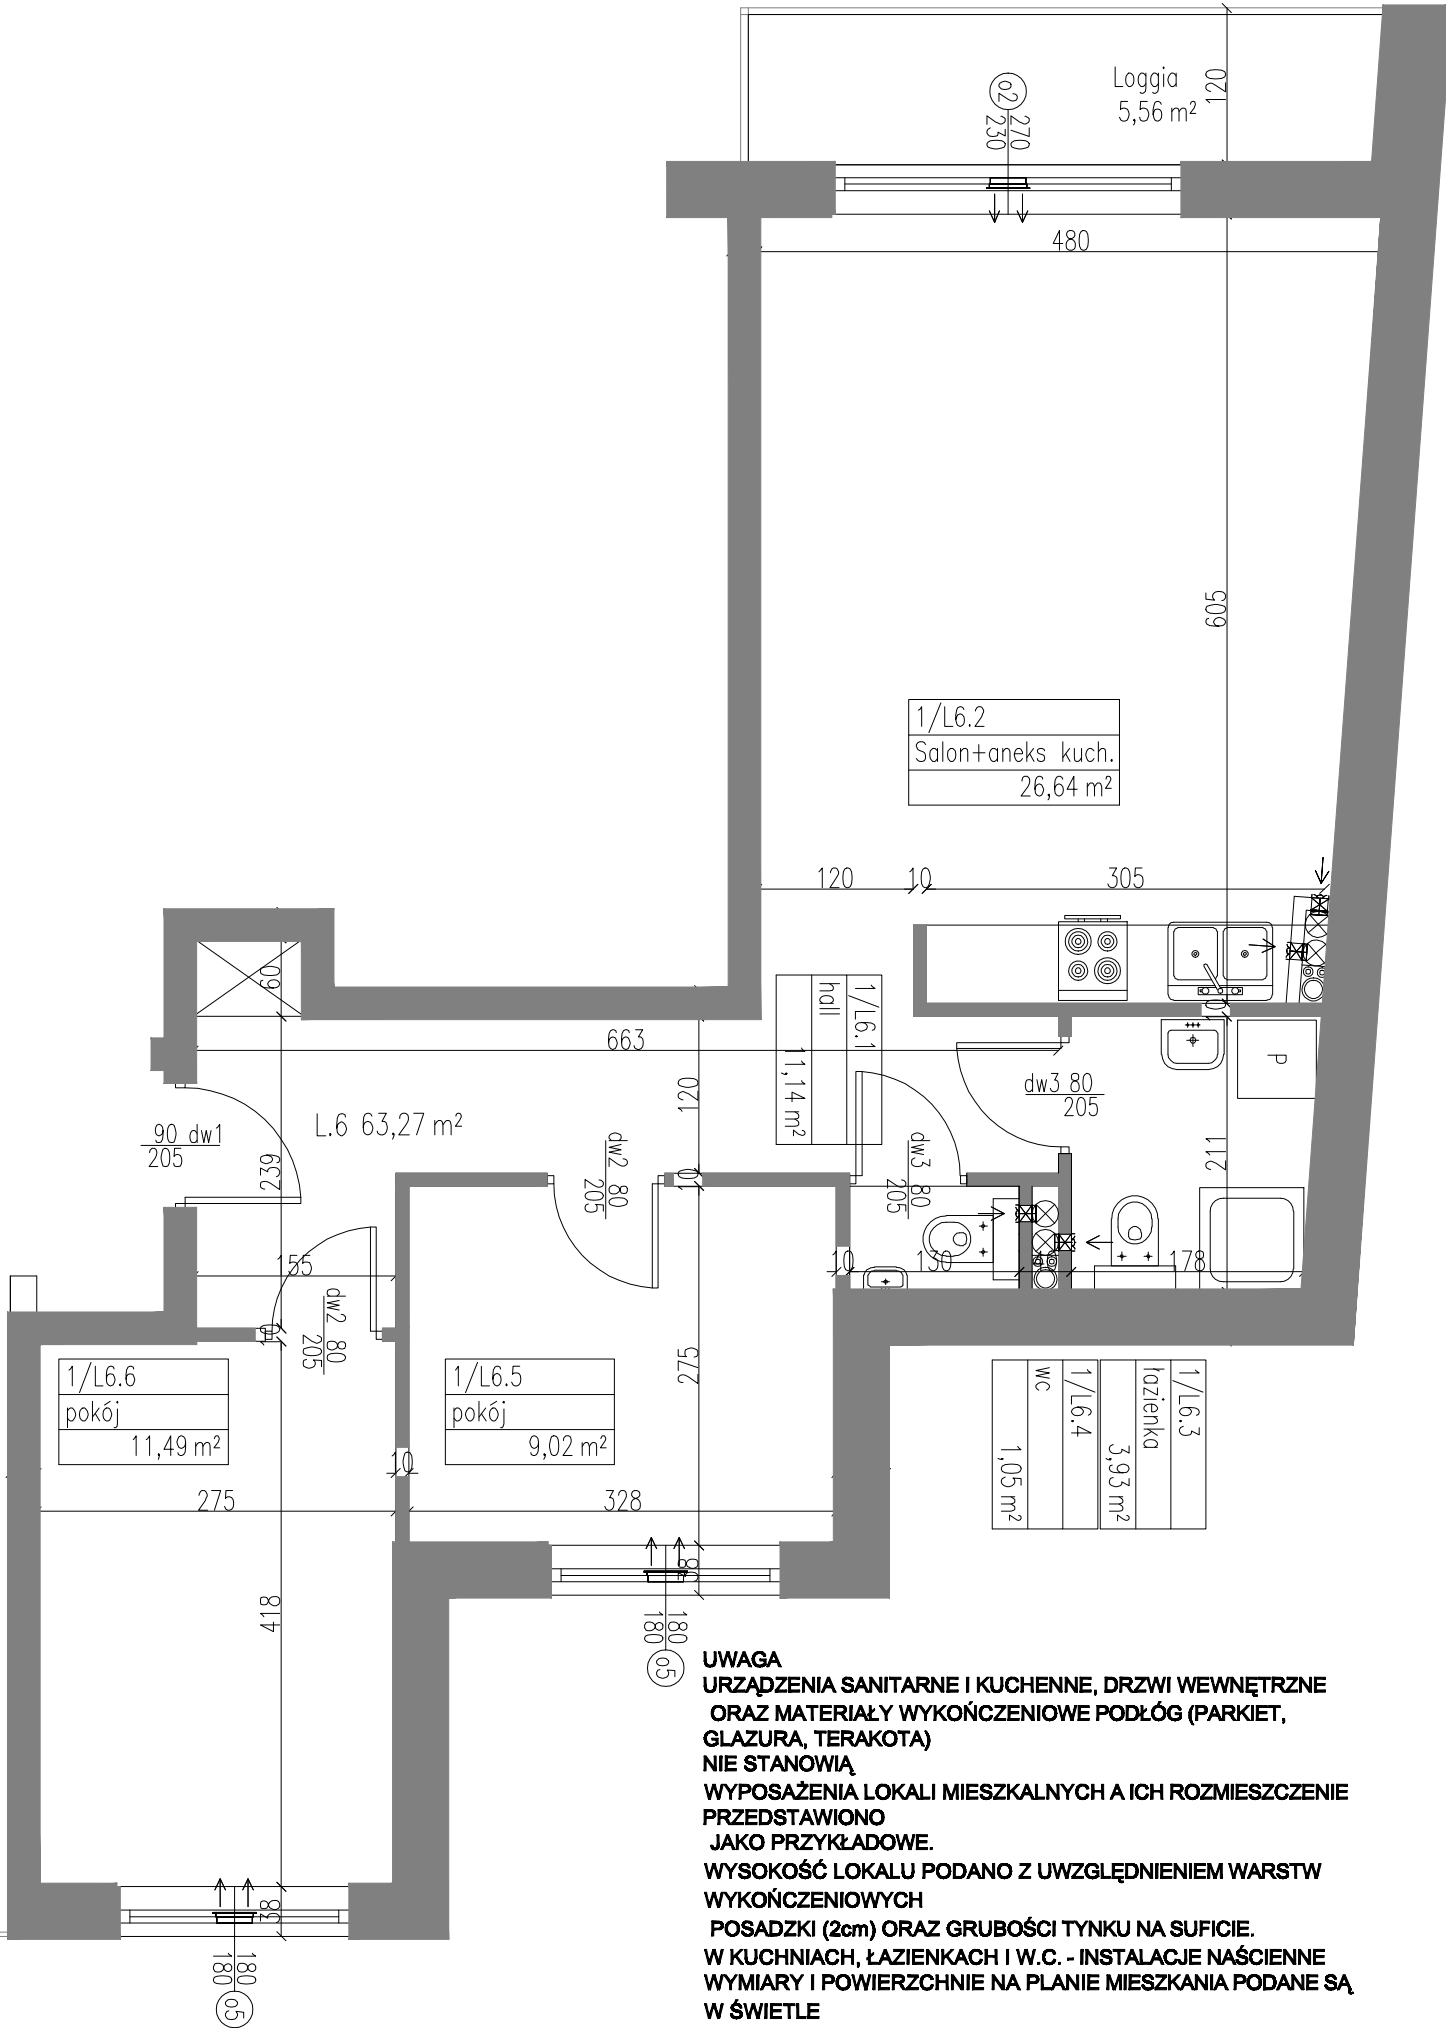 Loggia
5,56 m²
120
o2
270
230
480
605
1/L6.2
Salon+aneks kuch.
26,64 m²
120
10
305
60
10
663
1/L6.1
hall
11,14 m²
P
dw3 80
205
120
L.6 63,27 m²
90 dw1
205
239
dw2 80
205
10
dw3 80
205
211
155
10
130
178
dw2 80
205
10
1/L6.6
pokój
11,49 m²
1/L6.5
pokój
9,02 m²
275
1/L6.3
łazienka
3,93 m²
1/L6.4
wc
1,05 m²
10
275
328
38
418
180
180
o5
38
180
180
o5
UWAGA
URZĄDZENIA SANITARNE I KUCHENNE, DRZWI WEWNĘTRZNE
ORAZ MATERIAŁY WYKOŃCZENIOWE PODŁÓG (PARKIET,
GLAZURA, TERAKOTA)
NIE STANOWIĄ
WYPOSAŻENIA LOKALI MIESZKALNYCH A ICH ROZMIESZCZENIE
PRZEDSTAWIONO
JAKO PRZYKŁADOWE.
WYSOKOŚĆ LOKALU PODANO Z UWZGLĘDNIENIEM WARSTW
WYKOŃCZENIOWYCH
POSADZKI (2cm) ORAZ GRUBOŚCI TYNKU NA SUFICIE.
W KUCHNIACH, ŁAZIENKACH I W.C. - INSTALACJE NAŚCIENNE
WYMIARY I POWIERZCHNIE NA PLANIE MIESZKANIA PODANE SĄ
W ŚWIETLE